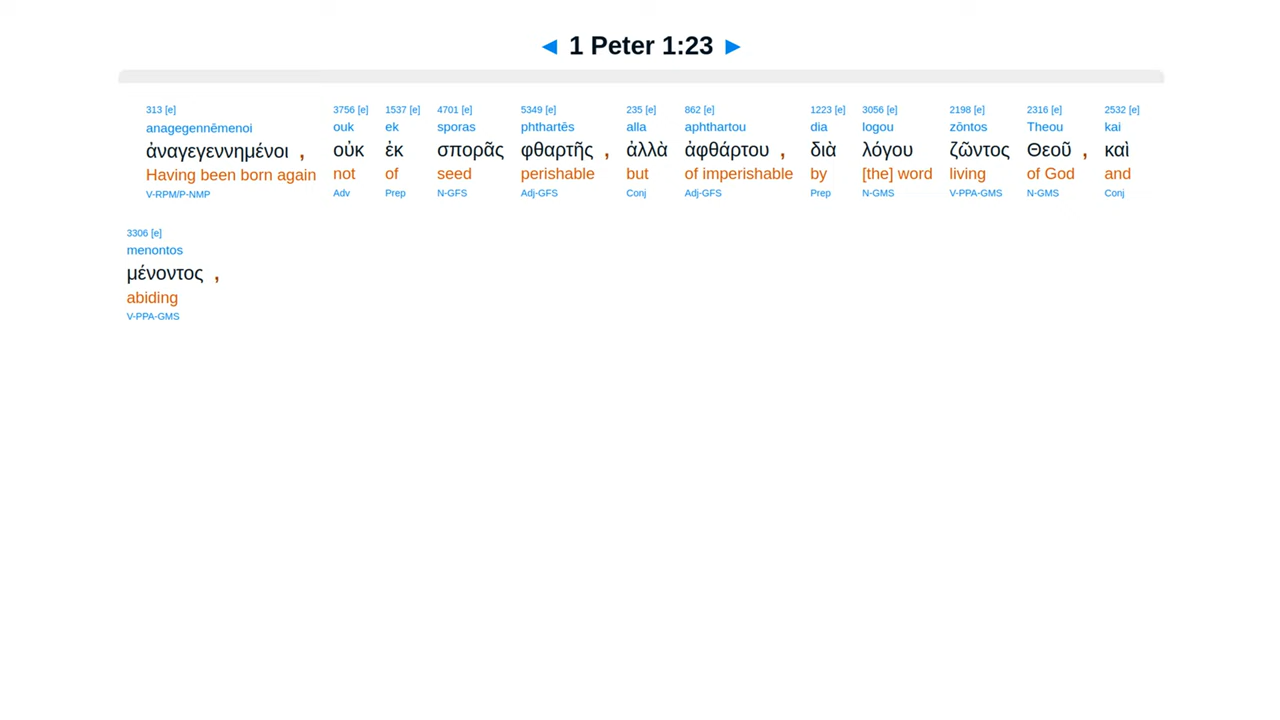 ◄ 1 Peter 1:23 ►
313 [e] 3756 [e] 1537 [e] 4701 [e] 5349 [e] 235 [e] 862 [e] 1223 [e] 3056 [e] 2198 [e] 2316 [e] 2532 [e]
anagegennēmenoi ouk ek sporas phthartēs alla aphthartou dia logou zōntos Theou kai
ἀναγεγεννημένοι , οὐκ ἐκ σπορᾶς φθαρτῆς , ἀλλὰ ἀφθάρτου , διὰ λόγου ζῶντος Θεοῦ , καὶ
Having been born again not of seed perishable but of imperishable by [the] word living of God and
V-RPM/P-NMP Adv Prep N-GFS Adj-GFS Conj Adj-GFS Prep N-GMS V-PPA-GMS N-GMS Conj
3306 [e]
menontos
μένοντος ,
abiding
V-PPA-GMS